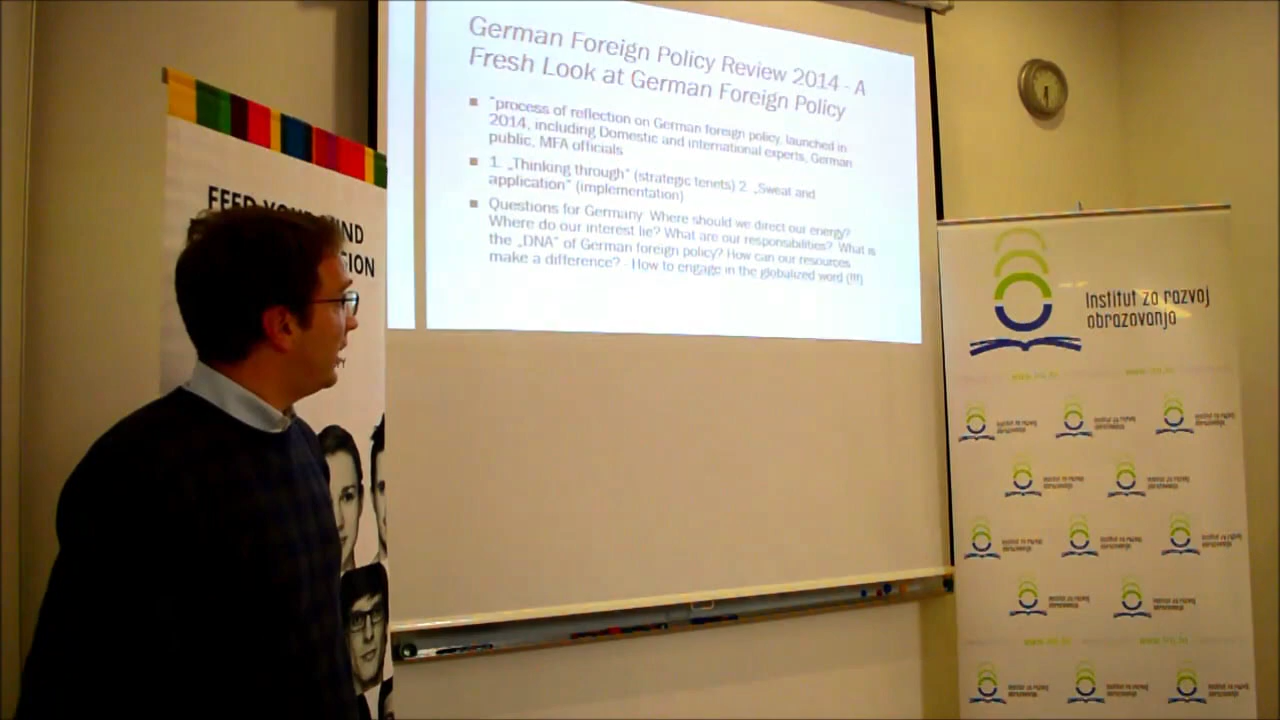 German Foreign Policy Review 2014 - A
Fresh Look at German Foreign Policy
"process of reflection on German foreign policy, launched in
2014, including Domestic and international experts, German
public, MFA officials
1. „Thinking through" (strategic tenets) 2. „Sweat and
application" (implementation)
Questions for Germany: Where should we direct our energy?
Where do our interest lie? What are our responsibilities? What is
the „DNA" of German foreign policy? How can our resources
make a difference? - How to engage in the globalized word (!!!)
FEED
Institut za razvoj
obrazovanja